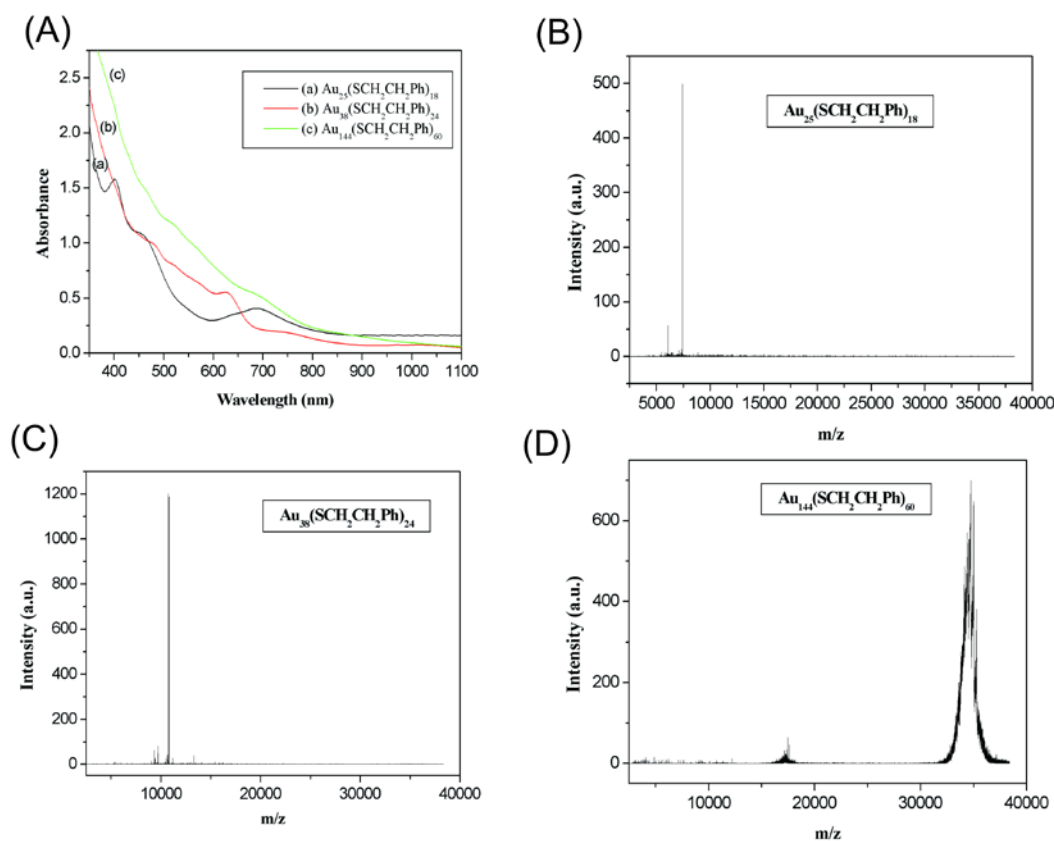 (A)
2.5
2.0
1.5
1.0
0.5
0.0
Absorbance
(c)
(b)
(a)
(a) Au₂₅(SCH₂CH₂Ph)₁₈
(b) Au₃₈(SCH₂CH₂Ph)₂₄
(c) Au₁₄₄(SCH₂CH₂Ph)₆₀
400 500 600 700 800 900 1000 1100
Wavelength (nm)
(B)
500
400
300
200
100
0
Intensity (a.u.)
Au₂₅(SCH₂CH₂Ph)₁₈
5000 10000 15000 20000 25000 30000 35000 40000
m/z
(C)
1200
1000
800
600
400
200
0
Intensity (a.u.)
Au₃₈(SCH₂CH₂Ph)₂₄
10000 20000 30000 40000
m/z
(D)
600
400
200
0
Intensity (a.u.)
Au₁₄₄(SCH₂CH₂Ph)₆₀
10000 20000 30000 40000
m/z